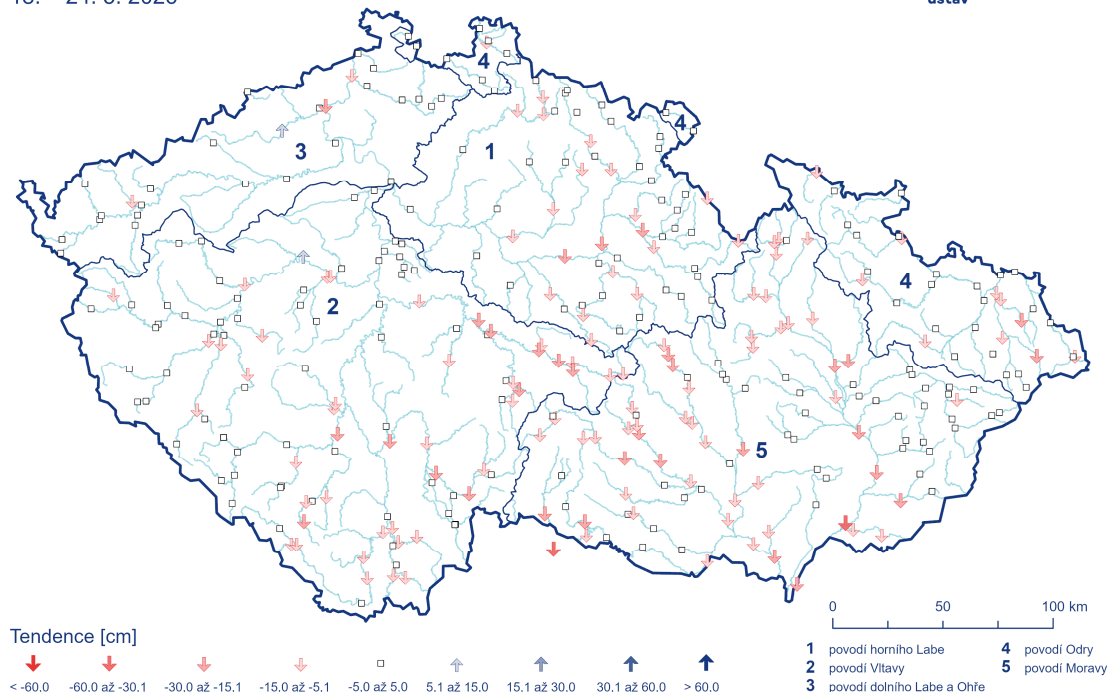 ústav
4
4
3
1
4
2
5
0 50 100 km
Tendence [cm]
1 povodí horního Labe
2 povodí Vltavy
3 povodí dolního Labe a Ohře
4 povodí Odry
5 povodí Moravy
< -60.0 -60.0 až -30.1 -30.0 až -15.1 -15.0 až -5.1 -5.0 až 5.0 5.1 až 15.0 15.1 až 30.0 30.1 až 60.0 > 60.0